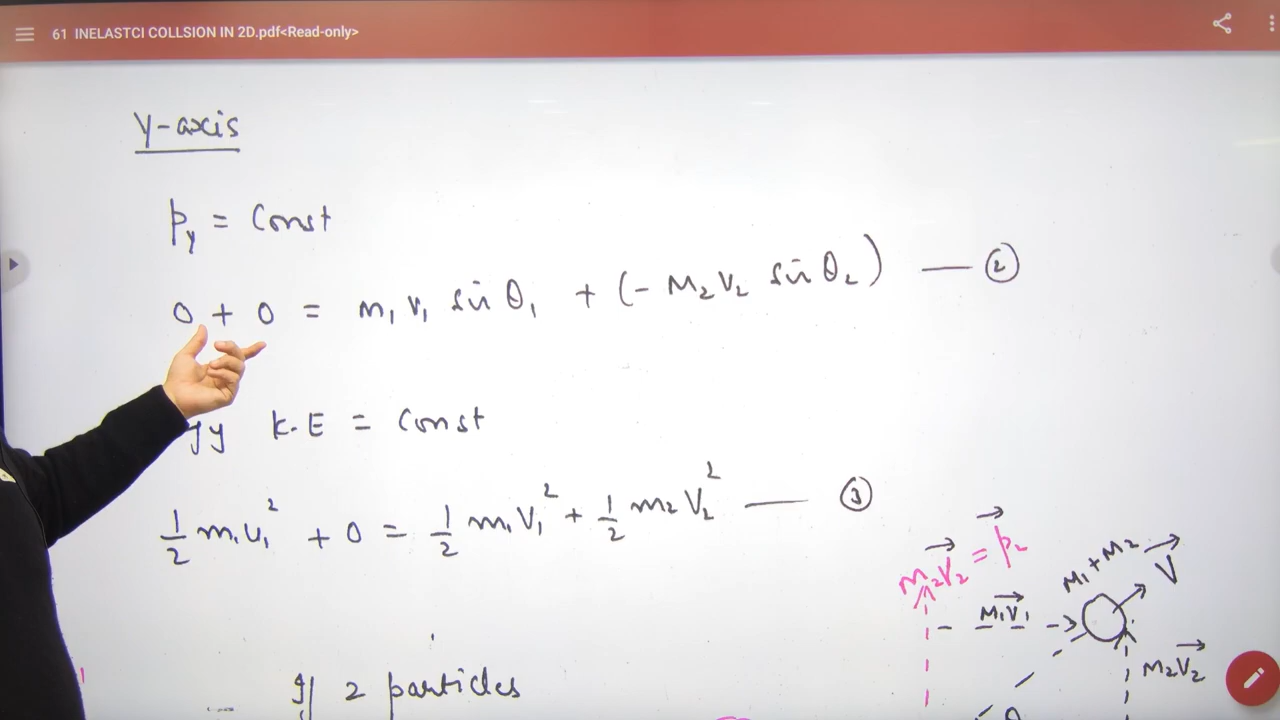 61 INELASTCI COLLSION IN 2D.pdf<Read-only>
Y-axis
Py = Const
0 + 0 = m₁ v₁ sin θ₁ + (- M₂ V₂ sin θ₂) — ②
K.E = Const
½ m₁ u₁² + 0 = ½ m₁ V₁² + ½ m₂ V₂² — ③
m₂v₂ = p₂
M₁ + M₂
V
M₁V₁
M₂V₂
If 2 particles